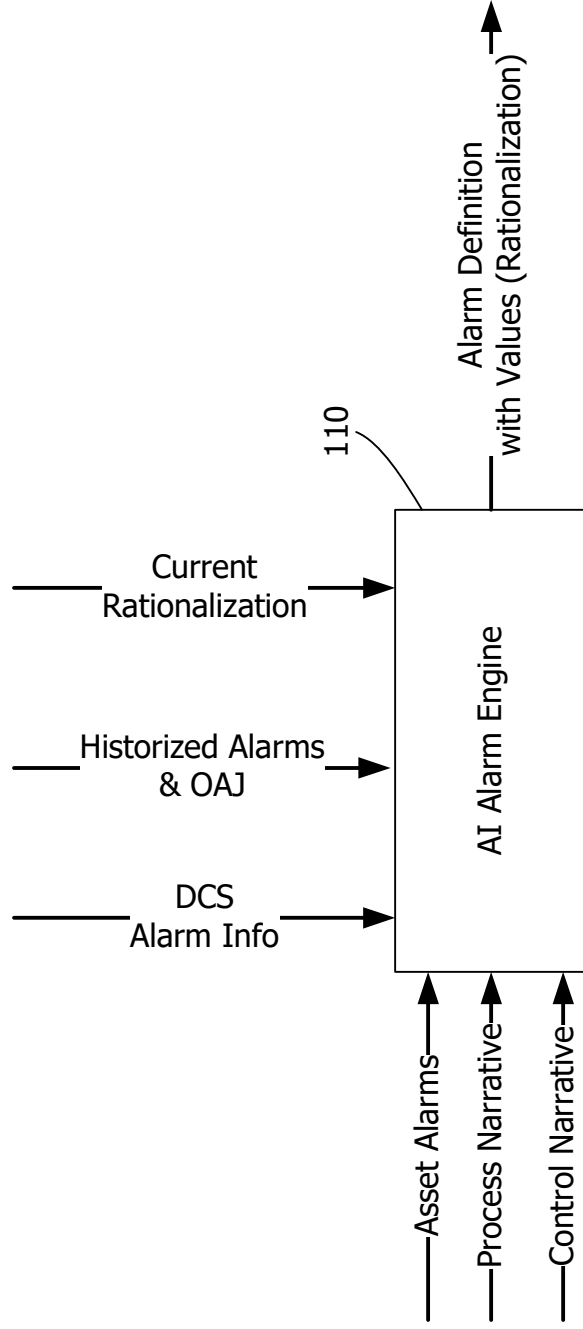 Current
Rationalization
Historized Alarms
& OAJ
DCS
Alarm Info
110
Asset Alarms
Process Narrative
Control Narrative
AI Alarm Engine
Alarm Definition
with Values (Rationalization)